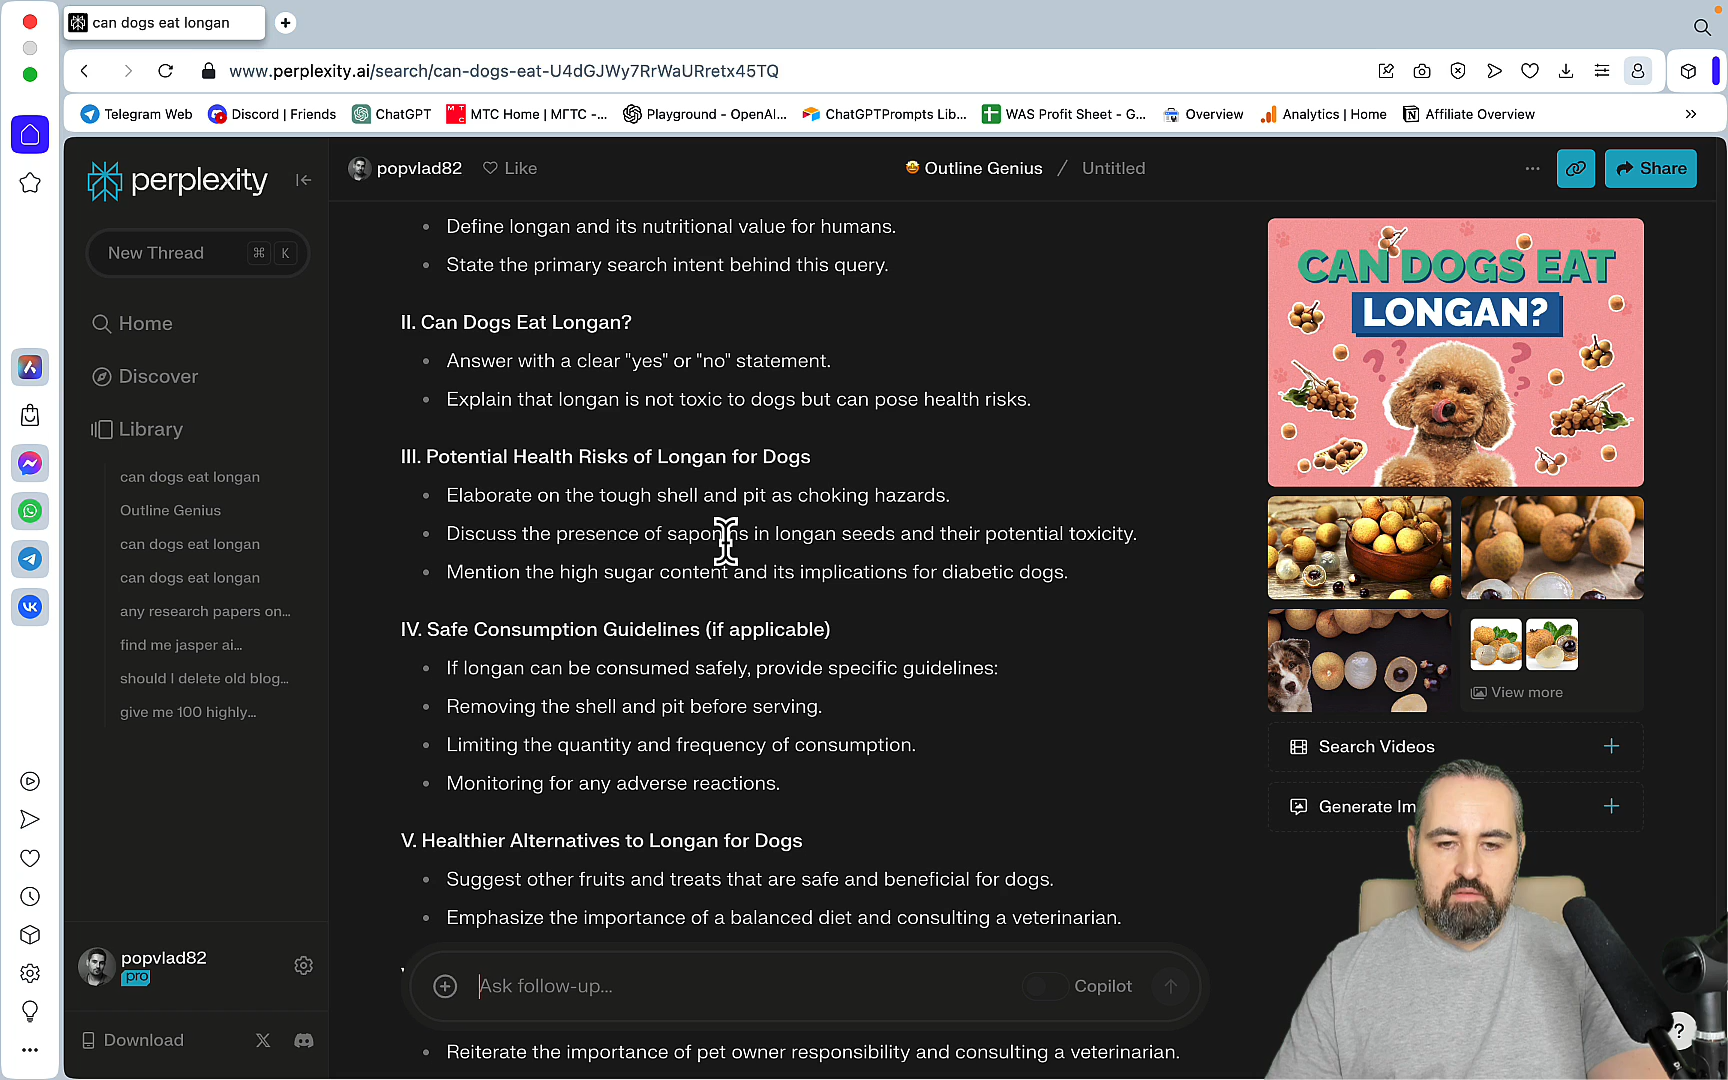 can dogs eat longan
www.perplexity.ai/search/can-dogs-eat-U4dGJWy7RrWaURretx45TQ
Telegram Web
Discord | Friends
ChatGPT
МТС Home | МГТС -...
Playground - OpenAI...
ChatGPTPrompts Lib...
WAS Profit Sheet - G...
Overview
Analytics | Home
Affiliate Overview
perplexity
New Thread ⌘ K
Home
Discover
Library
can dogs eat longan
Outline Genius
can dogs eat longan
can dogs eat longan
any research papers on...
find me jasper ai...
should I delete old blog...
give me 100 highly...
popvlad82
pro
Download
popvlad82
Like
Outline Genius / Untitled
Share
Define longan and its nutritional value for humans.
State the primary search intent behind this query.
II. Can Dogs Eat Longan?
Answer with a clear "yes" or "no" statement.
Explain that longan is not toxic to dogs but can pose health risks.
III. Potential Health Risks of Longan for Dogs
Elaborate on the tough shell and pit as choking hazards.
Discuss the presence of saponins in longan seeds and their potential toxicity.
Mention the high sugar content and its implications for diabetic dogs.
IV. Safe Consumption Guidelines (if applicable)
If longan can be consumed safely, provide specific guidelines:
Removing the shell and pit before serving.
Limiting the quantity and frequency of consumption.
Monitoring for any adverse reactions.
V. Healthier Alternatives to Longan for Dogs
Suggest other fruits and treats that are safe and beneficial for dogs.
Emphasize the importance of a balanced diet and consulting a veterinarian.
Ask follow-up...
Copilot
Reiterate the importance of pet owner responsibility and consulting a veterinarian.
CAN DOGS EAT
LONGAN?
View more
Search Videos
Generate Im
?